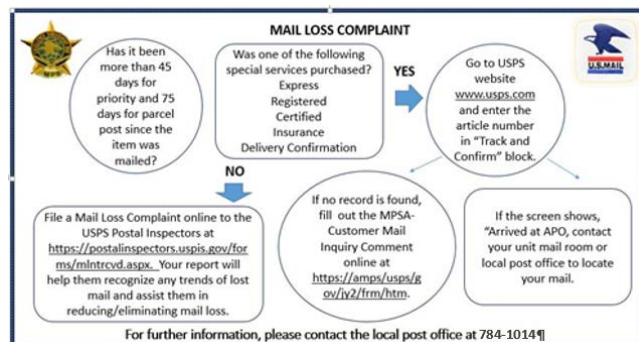 MAIL LOSS COMPLAINT
MPS
U.S.MAIL
Has it been
more than 45
days for
priority and 75
days for parcel
post since the
item was
mailed?
Was one of the following
special services purchased?
Express
Registered
Certified
Insurance
Delivery Confirmation
YES
Go to USPS
website
www.usps.com
and enter the
article number
in "Track and
Confirm" block.
NO
File a Mail Loss Complaint online to the
USPS Postal Inspectors at
https://postalinspectors.uspis.gov/for
ms/mlntrcvd.aspx. Your report will
help them recognize any trends of lost
mail and assist them in
reducing/eliminating mail loss.
If no record is found,
fill out the MPSA-
Customer Mail
Inquiry Comment
online at
https://amps/usps/g
ov/jy2/frm/htm.
If the screen shows,
"Arrived at APO, contact
your unit mail room or
local post office to locate
your mail.
For further information, please contact the local post office at 784-1014¶